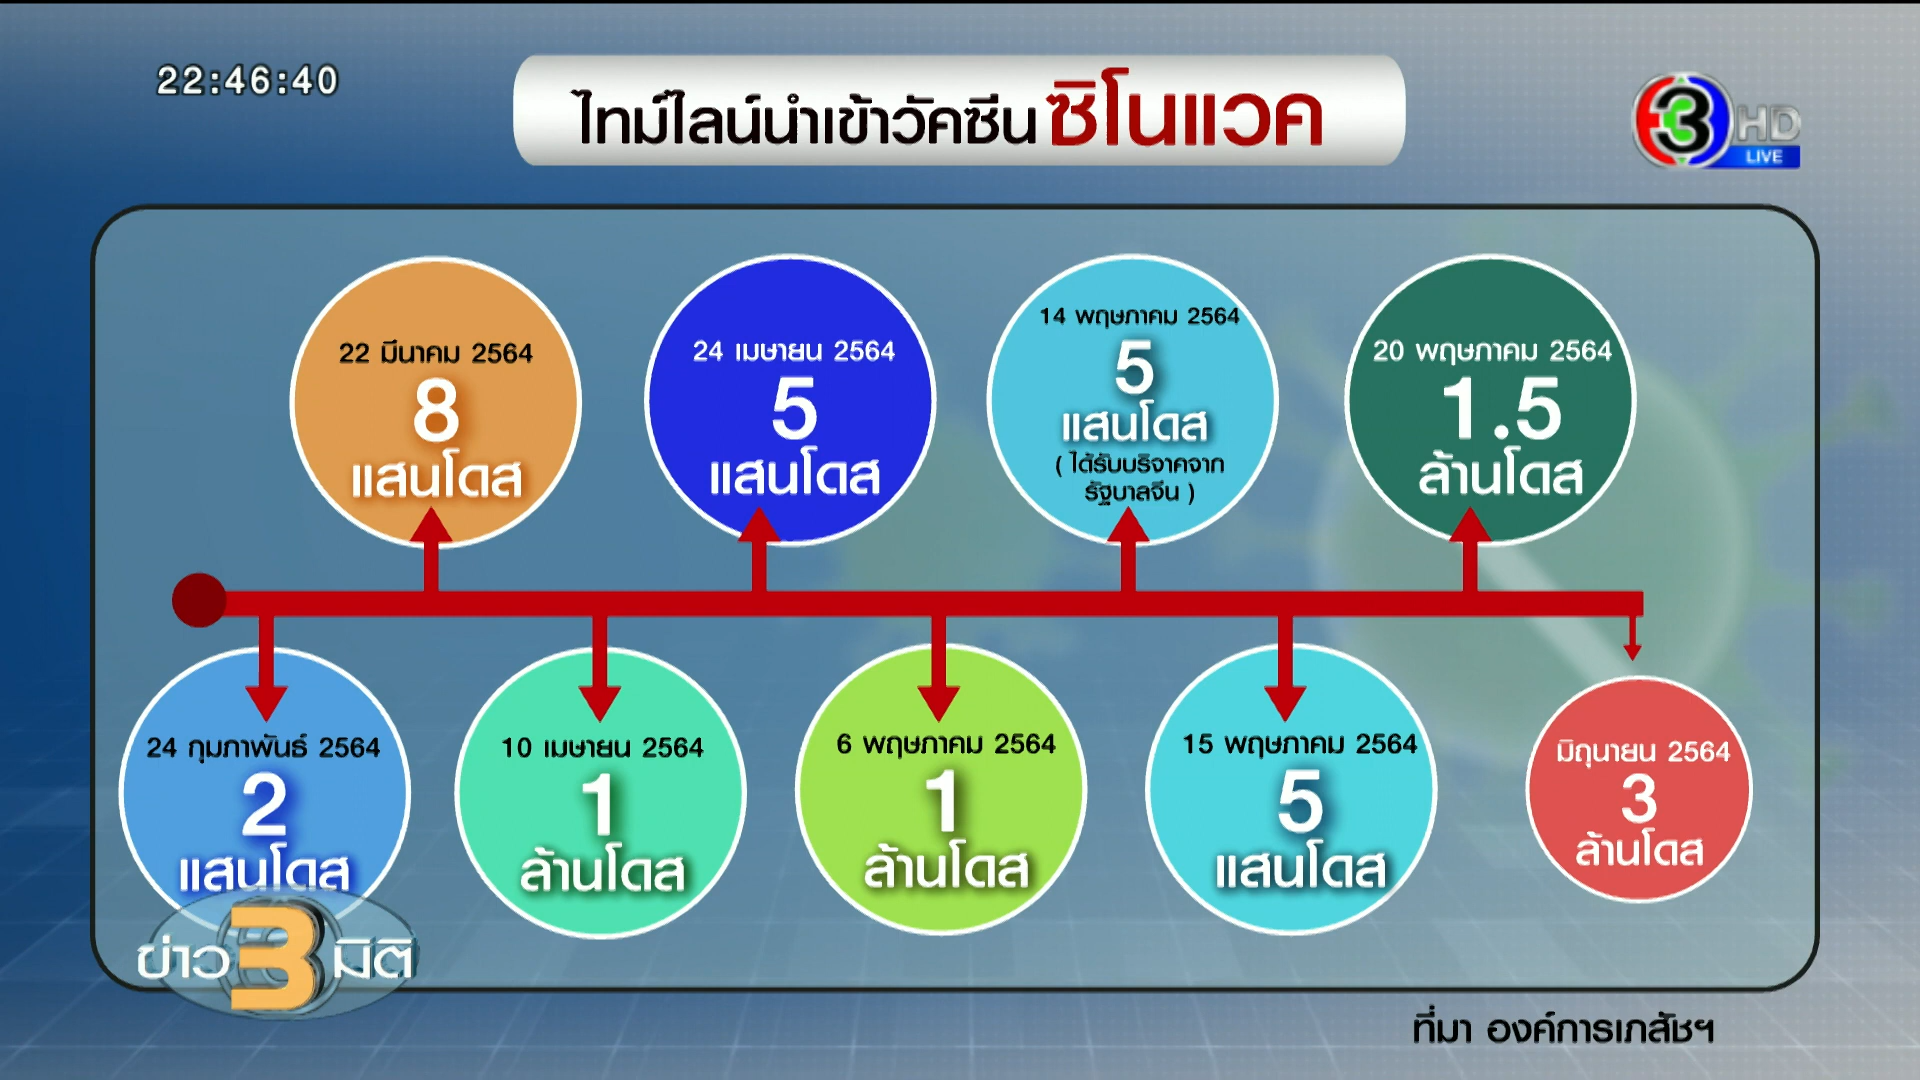 22:46:40
ไทม์ไลน์นำเข้าวัคซีน ซิโนแวค
3 HD
LIVE
22 มีนาคม 2564
8
แสนโดส
24 เมษายน 2564
5
แสนโดส
14 พฤษภาคม 2564
5
แสนโดส
( ได้รับบริจาคจาก
รัฐบาลจีน )
20 พฤษภาคม 2564
1.5
ล้านโดส
24 กุมภาพันธ์ 2564
2
แสนโดส
10 เมษายน 2564
1
ล้านโดส
6 พฤษภาคม 2564
1
ล้านโดส
15 พฤษภาคม 2564
5
แสนโดส
มิถุนายน 2564
3
ล้านโดส
ข่าว 3 มิติ
ที่มา องค์การเภสัชฯ